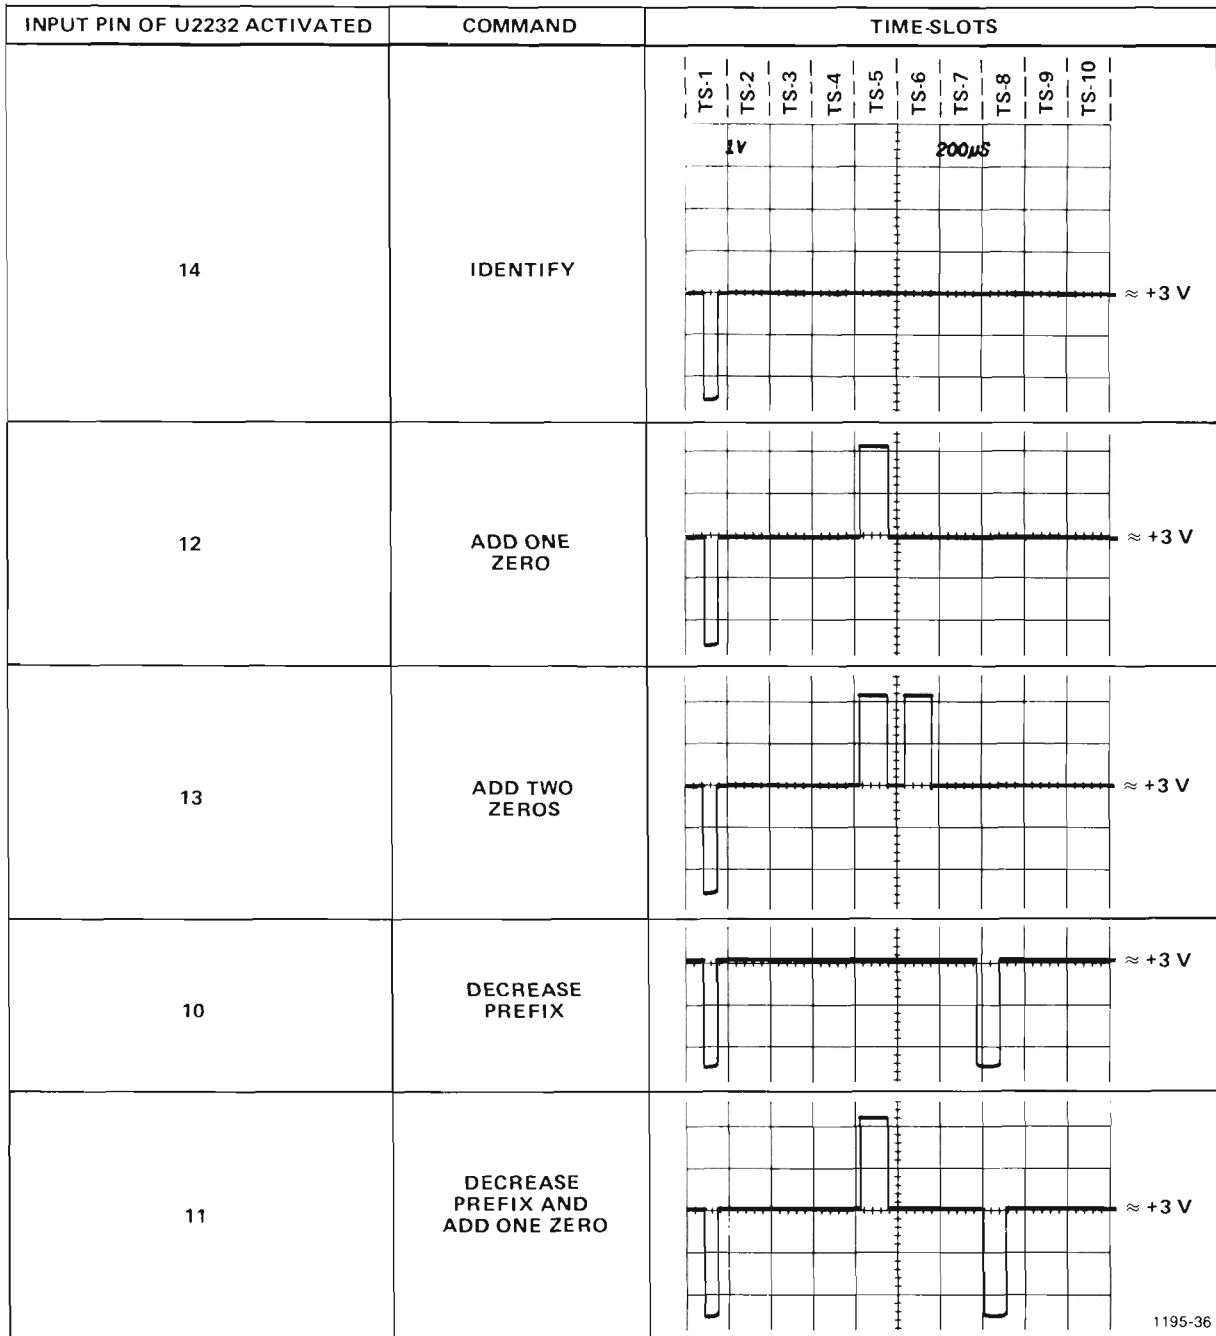 INPUT PIN OF U2232 ACTIVATED
COMMAND
TIME-SLOTS
TS-1
TS-2
TS-3
TS-4
TS-5
TS-6
TS-7
TS-8
TS-9
TS-10
1V
200µS
14
IDENTIFY
≈ +3 V
12
ADD ONE
ZERO
≈ +3 V
13
ADD TWO
ZEROS
≈ +3 V
10
DECREASE
PREFIX
≈ +3 V
11
DECREASE
PREFIX AND
ADD ONE ZERO
≈ +3 V
1195-36